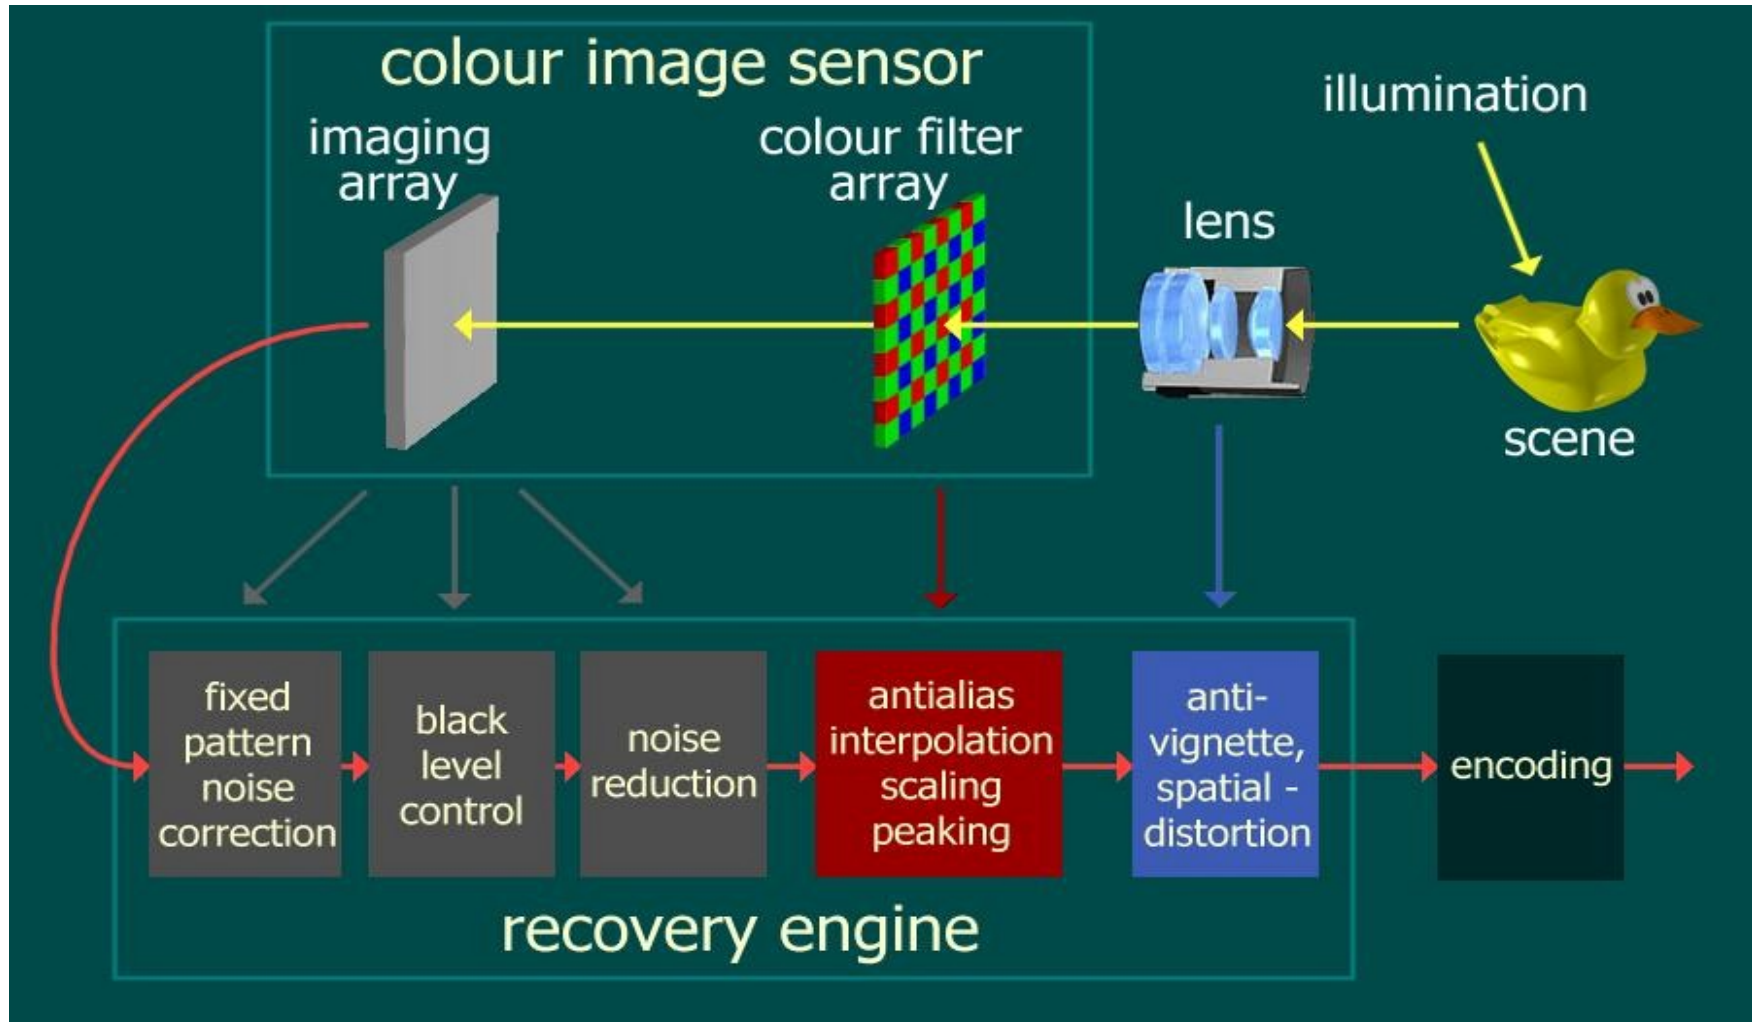 colour image sensor
imaging
array
colour filter
array
lens
illumination
scene
fixed
pattern
noise
correction
black
level
control
noise
reduction
antialias
interpolation
scaling
peaking
anti-
vignette,
spatial -
distortion
encoding
recovery engine